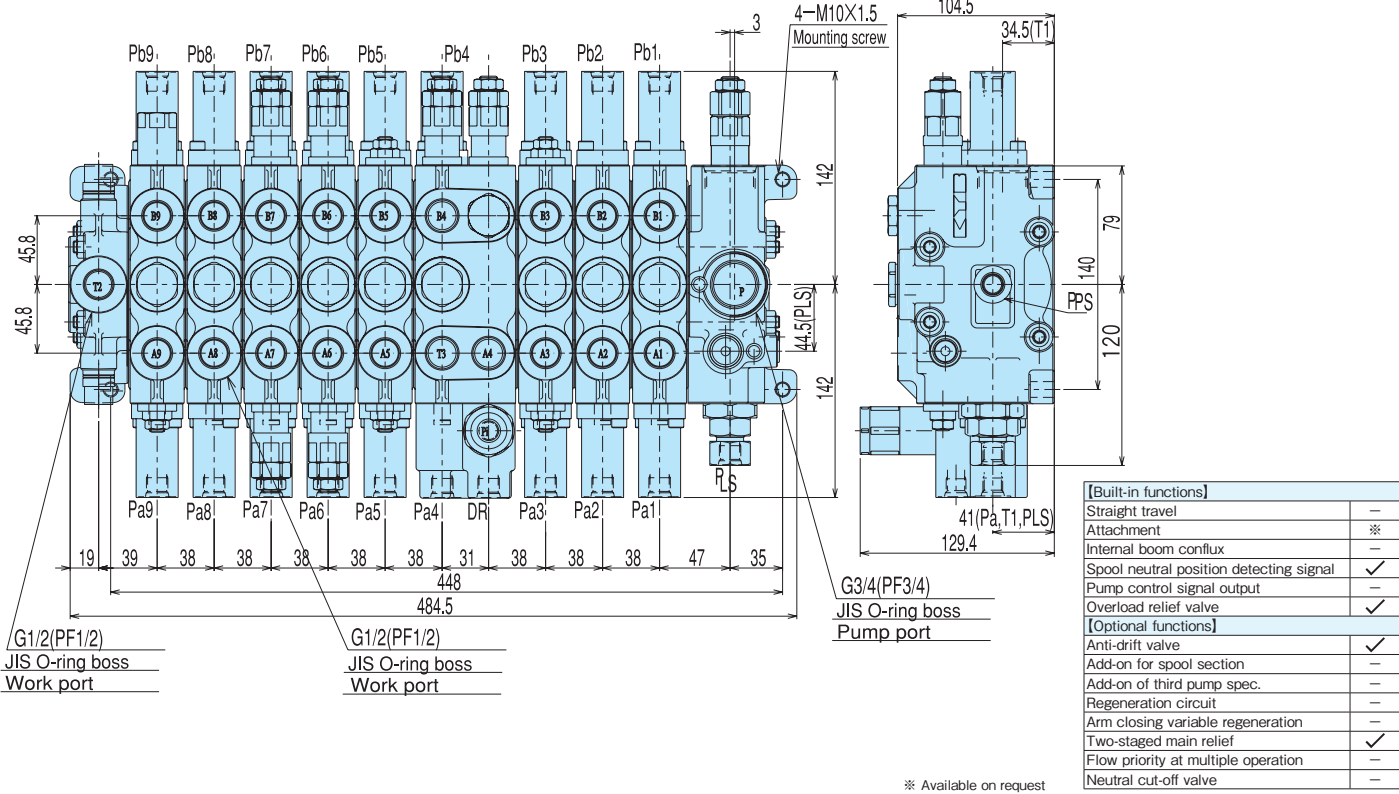 104.5
4-M10×1.5
Mounting screw
3
34.5(T1)
Pb9 Pb8 Pb7 Pb6 Pb5 Pb4 Pb3 Pb2 Pb1
142
79
B9 B8 B7 B6 B5 B4 B3 B2 B1
45.8
140
T2
P
PPS
45.8
44.5(PLS)
120
A9 A8 A7 A6 A5 T3 A4 A3 A2 A1
142
Pi
PLS
Pa9 Pa8 Pa7 Pa6 Pa5 Pa4 DR Pa3 Pa2 Pa1
41(Pa,T1,PLS)
129.4
19 39 38 38 38 38 38 31 38 38 38 47 35
448
484.5
G3/4(PF3/4)
JIS O-ring boss
Pump port
G1/2(PF1/2)
JIS O-ring boss
Work port
G1/2(PF1/2)
JIS O-ring boss
Work port
【Built-in functions】
Straight travel －
Attachment ※
Internal boom conflux －
Spool neutral position detecting signal ✓
Pump control signal output －
Overload relief valve ✓
【Optional functions】
Anti-drift valve ✓
Add-on for spool section －
Add-on of third pump spec. －
Regeneration circuit －
Arm closing variable regeneration －
Two-staged main relief ✓
Flow priority at multiple operation －
Neutral cut-off valve －
※ Available on request